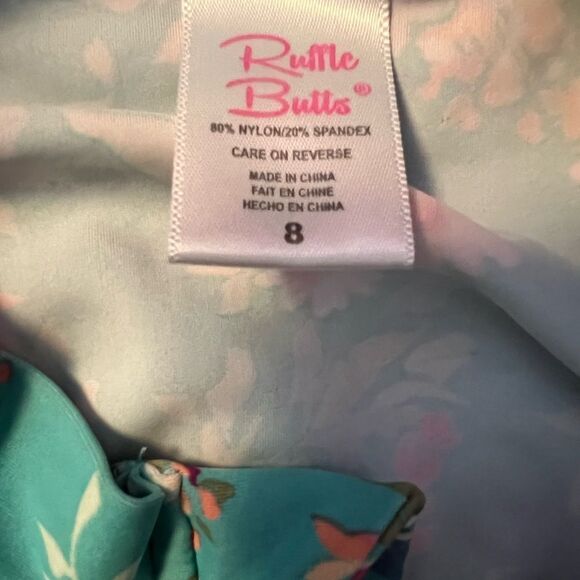 Ruffle
Butts®
80% NYLON/20% SPANDEX
CARE ON REVERSE
MADE IN CHINA
FAIT EN CHINE
HECHO EN CHINA
8